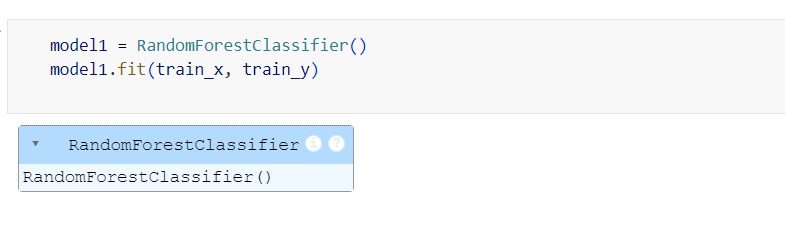 model1 = RandomForestClassifier()
model1.fit(train_x, train_y)
RandomForestClassifier i ?
RandomForestClassifier()